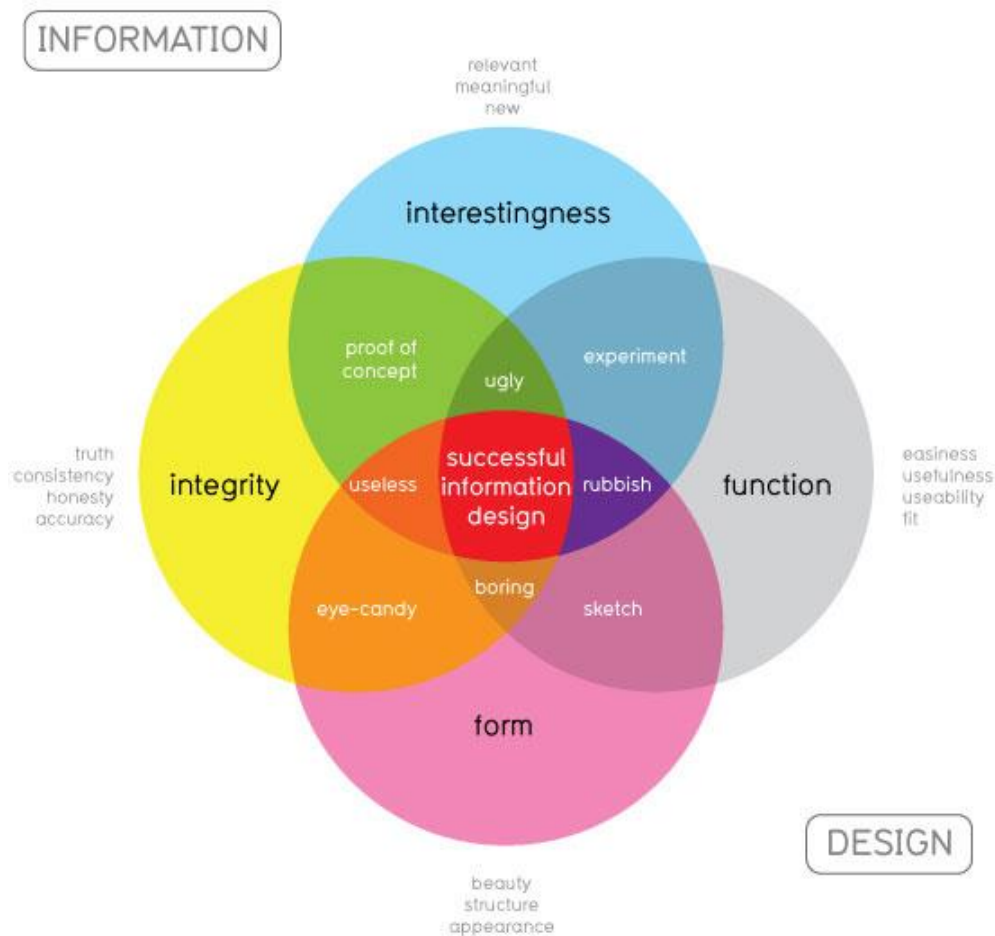 INFORMATION
relevant
meaningful
new
interestingness
proof of
concept
ugly
experiment
truth
consistency
honesty
accuracy
integrity
useless
successful
information
design
rubbish
function
easiness
usefulness
useability
fit
eye-candy
boring
sketch
form
DESIGN
beauty
structure
appearance